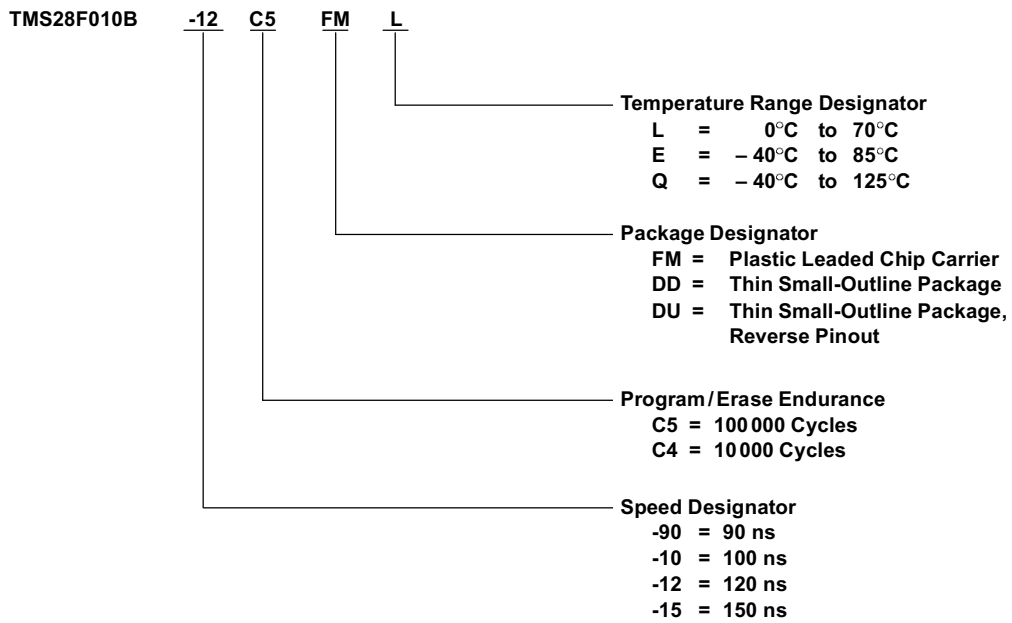 TMS28F010B -12 C5 FM L
Temperature Range Designator
L = 0°C to 70°C
E = – 40°C to 85°C
Q = – 40°C to 125°C
Package Designator
FM = Plastic Leaded Chip Carrier
DD = Thin Small-Outline Package
DU = Thin Small-Outline Package,
Reverse Pinout
Program/Erase Endurance
C5 = 100 000 Cycles
C4 = 10 000 Cycles
Speed Designator
-90 = 90 ns
-10 = 100 ns
-12 = 120 ns
-15 = 150 ns